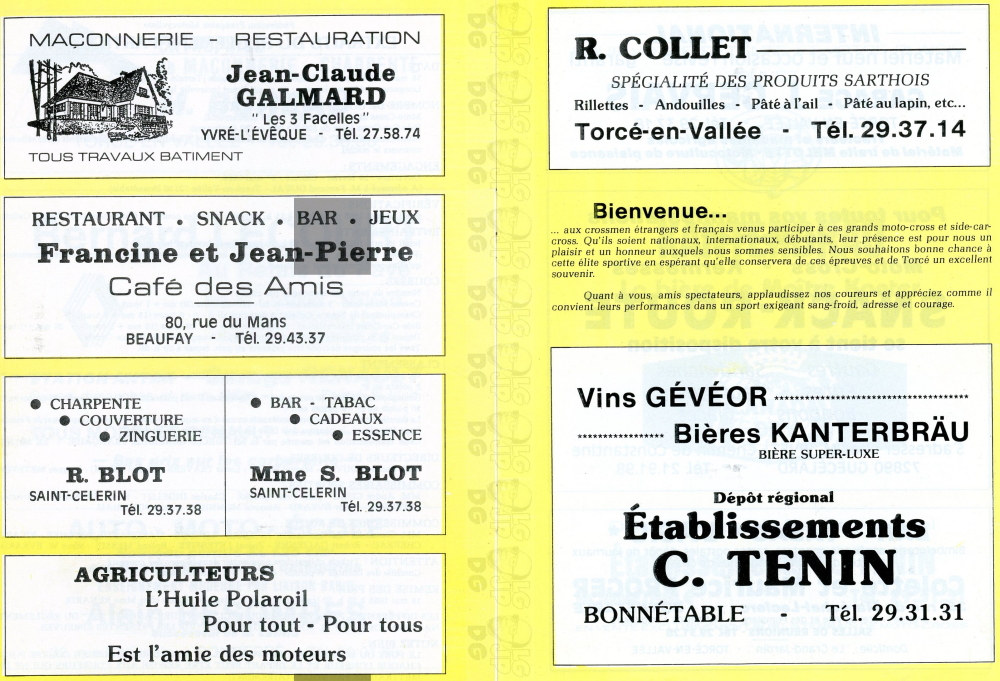 MAÇONNERIE - RESTAURATION
Jean-Claude
GALMARD
" Les 3 Facelles "
YVRÉ-L'ÉVÊQUE - Tél. 27.58.74
TOUS TRAVAUX BATIMENT
RESTAURANT . SNACK . BAR . JEUX
Francine et Jean-Pierre
Café des Amis
80, rue du Mans
BEAUFAY - Tél. 29.43.37
● CHARPENTE
● COUVERTURE
● ZINGUERIE
R. BLOT
SAINT-CELERIN
Tél. 29.37.38
● BAR - TABAC
● CADEAUX
● ESSENCE
Mme S. BLOT
SAINT-CELERIN
Tél. 29.37.38
AGRICULTEURS
L'Huile Polaroil
Pour tout - Pour tous
Est l'amie des moteurs
R. COLLET
SPÉCIALITÉ DES PRODUITS SARTHOIS
Rillettes - Andouilles - Pâté à l'ail - Pâté au lapin, etc...
Torcé-en-Vallée - Tél. 29.37.14
Bienvenue...
... aux crossmen étrangers et français venus participer à ces grands moto-cross et side-car-
cross. Qu'ils soient nationaux, internationaux, débutants, leur présence est pour nous un
plaisir et un honneur auxquels nous sommes sensibles. Nous souhaitons bonne chance à
cette élite sportive en espérant qu'elle conservera de ces épreuves et de Torcé un excellent
souvenir.
Quant à vous, amis spectateurs, applaudissez nos coureurs et appréciez comme il
convient leurs performances dans un sport exigeant sang-froid, adresse et courage.
Vins GÉVÉOR
Bières KANTERBRÄU
BIÈRE SUPER-LUXE
Dépôt régional
Établissements
C. TENIN
BONNÉTABLE - Tél. 29.31.31